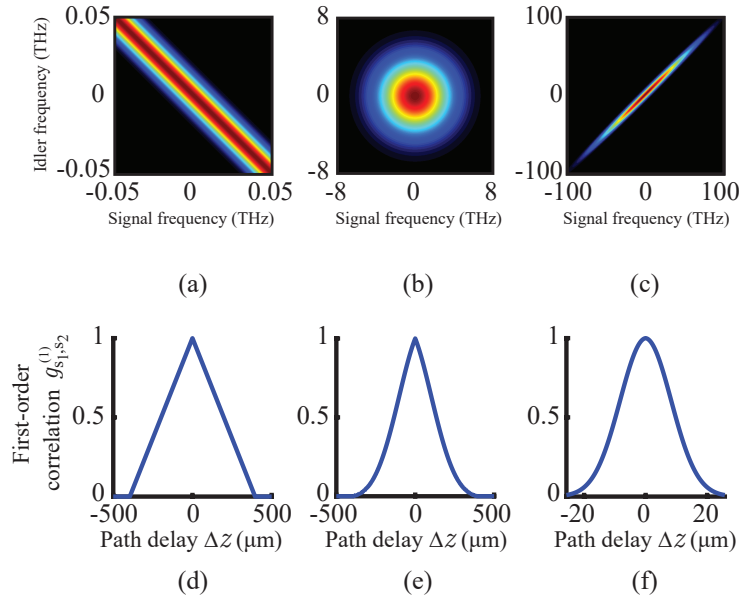 0.05
0
-0.05
-0.05 0 0.05
Idler frequency (THz)
Signal frequency (THz)
8
0
-8
-8 0 8
Signal frequency (THz)
100
0
-100
-100 0 100
Signal frequency (THz)
(a) (b) (c)
First-order
correlation g^{(1)}_{s_1,s_2}
1
0.5
0
-500 0 500
Path delay Δz (μm)
1
0.5
0
-500 0 500
Path delay Δz (μm)
1
0.5
0
-20 0 20
Path delay Δz (μm)
(d) (e) (f)